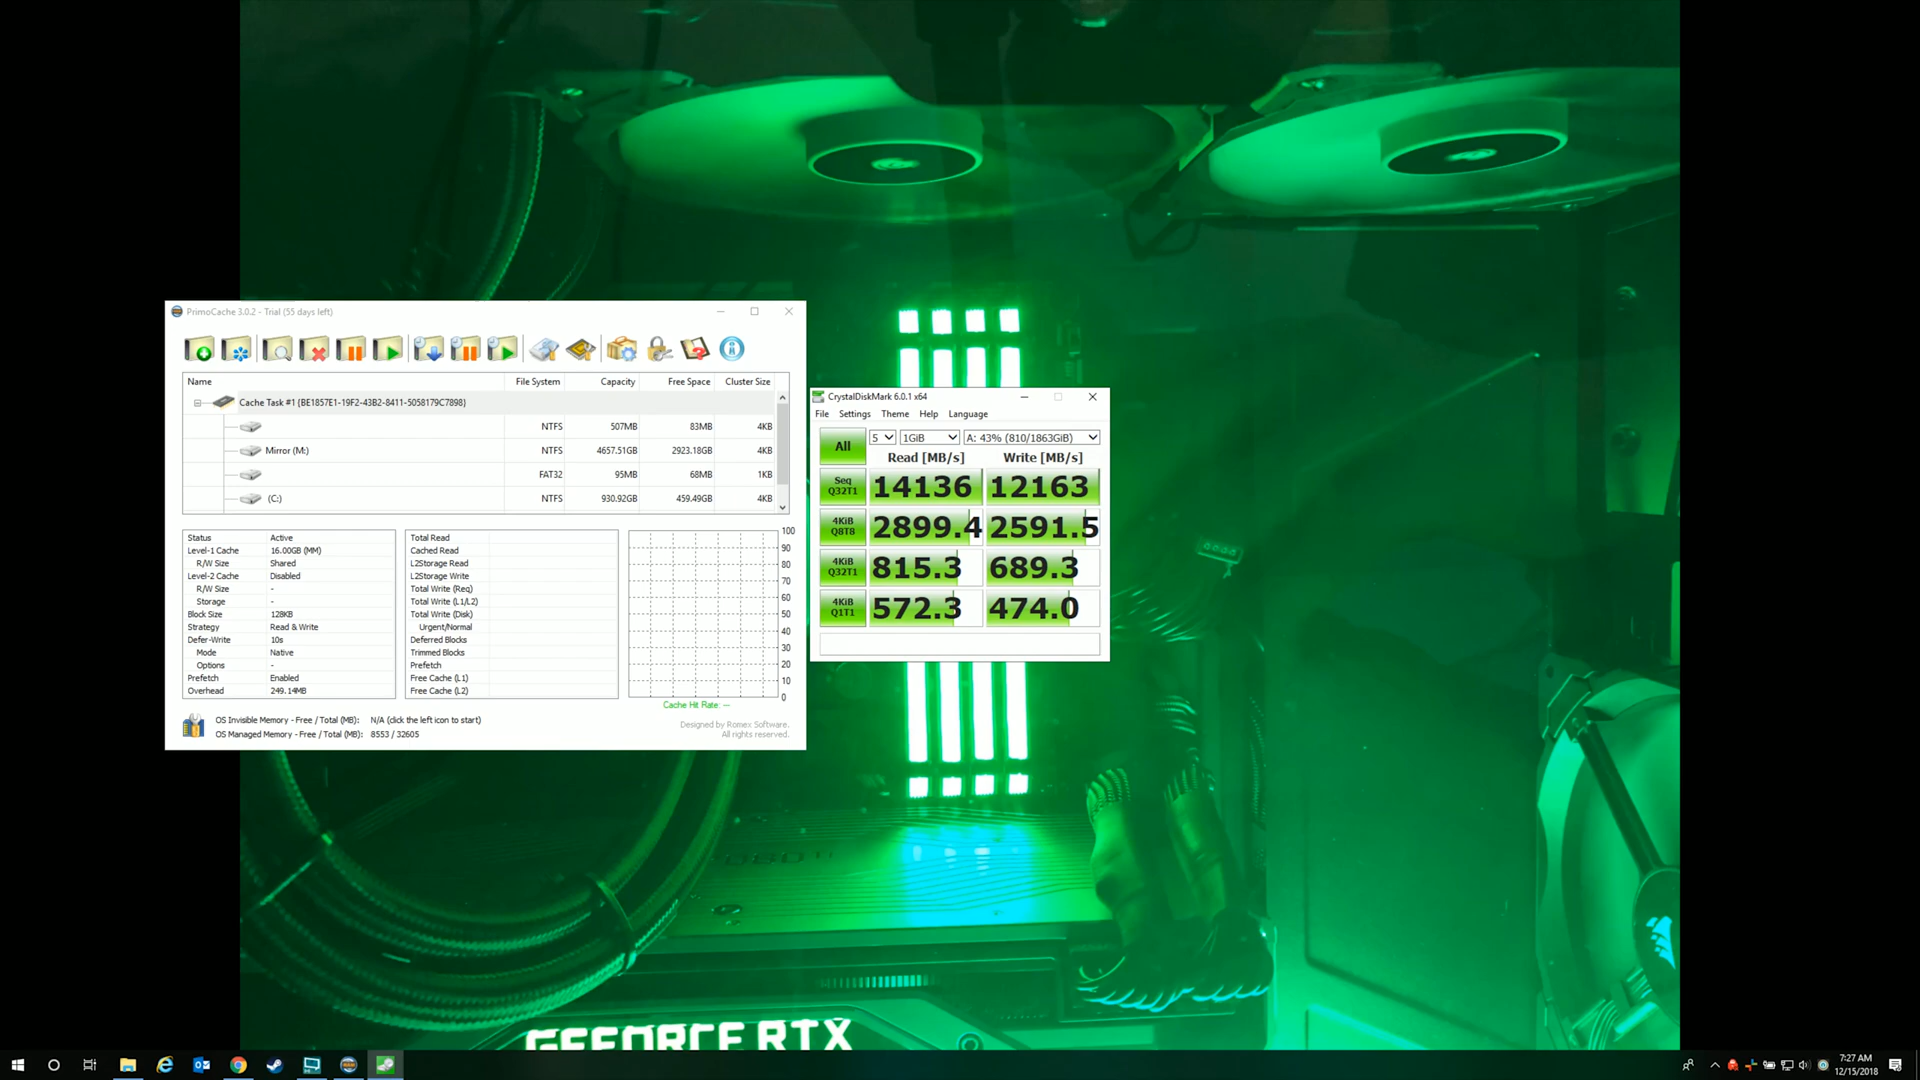 PrimoCache 3.0.2 - Trial (55 days left)
Name File System Capacity Free Space Cluster Size
Cache Task #1 {BE1857E1-19F2-43B2-8411-5058179C7898}
NTFS 507MB 83MB 4KB
Mirror (M:) NTFS 4657.51GB 2923.18GB 4KB
FAT32 95MB 68MB 1KB
(C:) NTFS 930.92GB 459.49GB 4KB
Status Active
Level-1 Cache 16.00GB (MM)
R/W Size Shared
Level-2 Cache Disabled
R/W Size -
Storage -
Block Size 128KB
Strategy Read & Write
Defer-Write 10s
Mode Native
Options -
Prefetch Enabled
Overhead 249.14MB
Total Read
Cached Read
L2Storage Read
L2Storage Write
Total Write (Req)
Total Write (L1/L2)
Total Write (Disk)
Urgent/Normal
Deferred Blocks
Trimmed Blocks
Prefetch
Free Cache (L1)
Free Cache (L2)
100
90
80
70
60
50
40
30
20
10
0
Cache Hit Rate: --
OS Invisible Memory - Free / Total (MB): N/A (click the left icon to start)
OS Managed Memory - Free / Total (MB): 8553 / 32605
Designed by Romex Software.
All rights reserved.
CrystalDiskMark 6.0.1 x64
File Settings Theme Help Language
All 5 1GiB A: 43% (810/1863GiB)
Read [MB/s] Write [MB/s]
Seq Q32T1 14136 12163
4KiB Q8T8 2899.4 2591.5
4KiB Q32T1 815.3 689.3
4KiB Q1T1 572.3 474.0
GEFORCE RTX
7:27 AM
12/15/2018